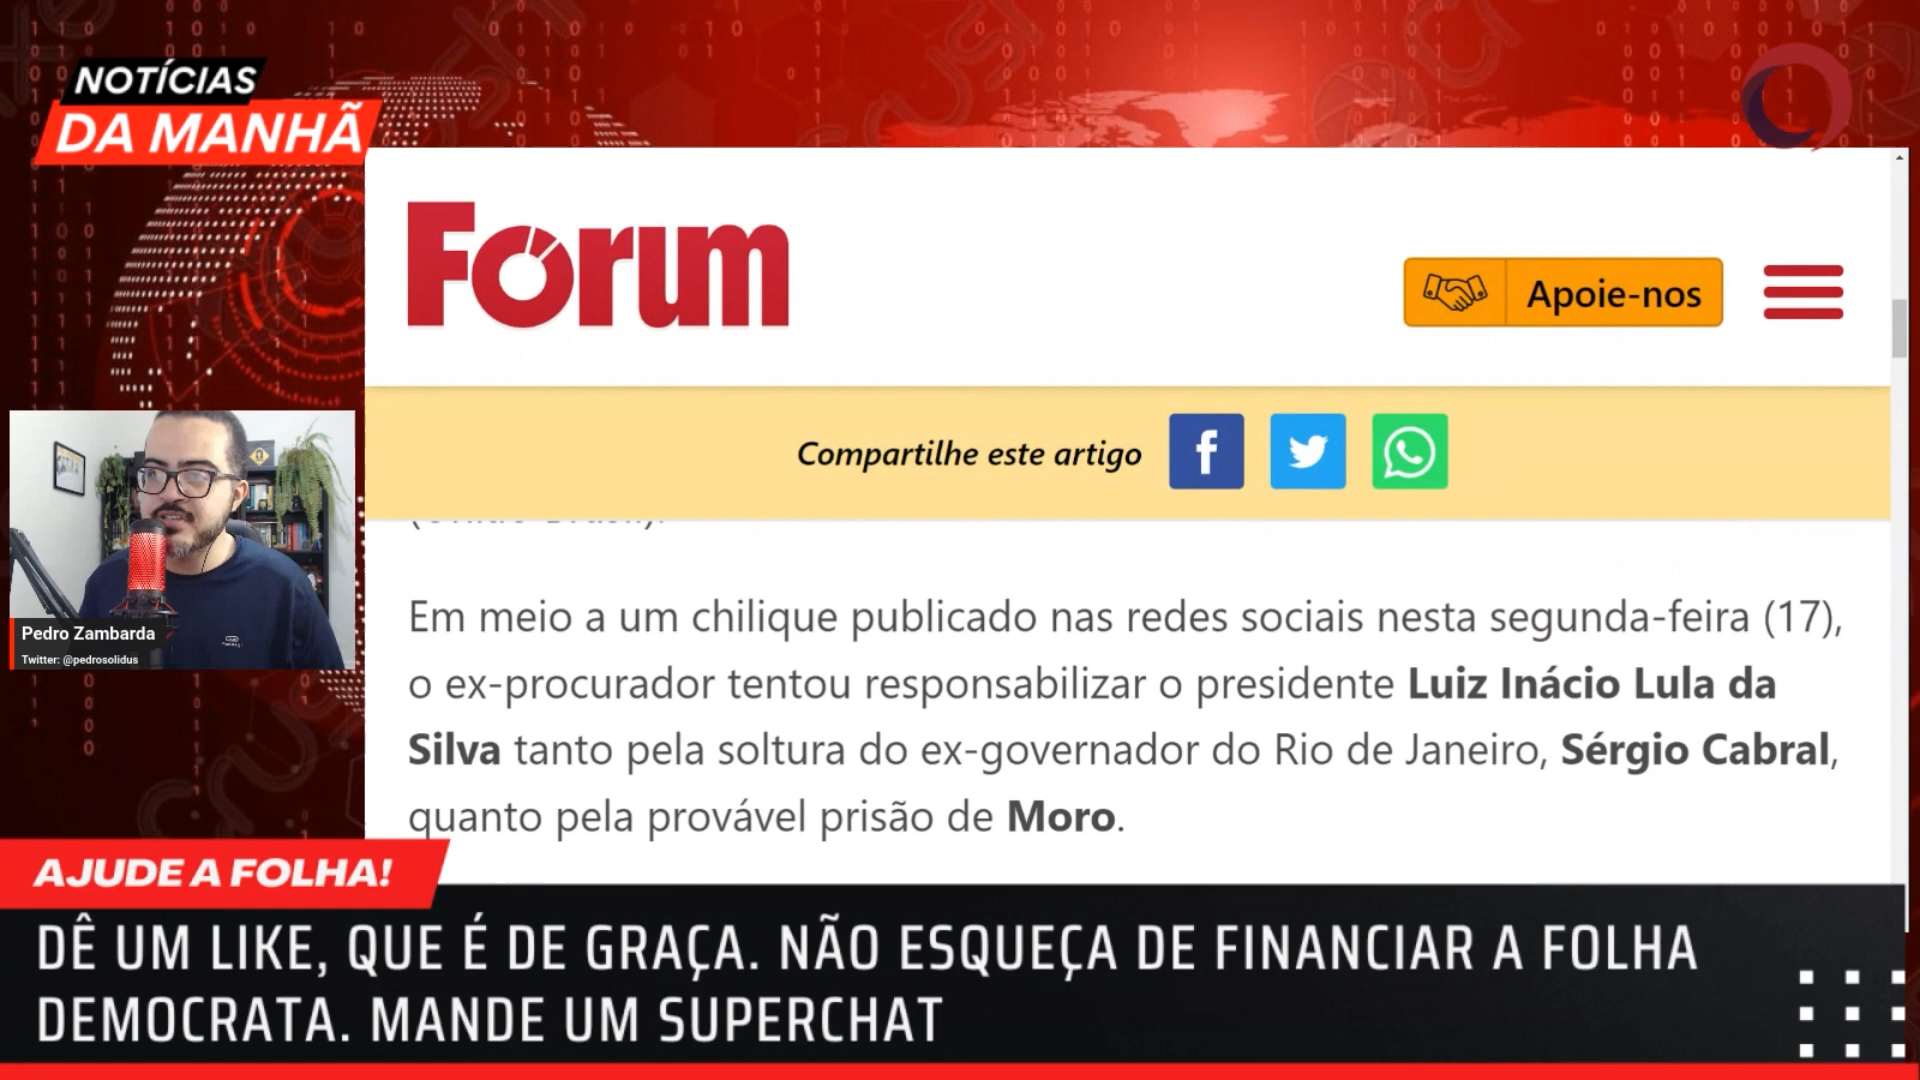 NOTÍCIAS
DA MANHÃ
Forum
Apoie-nos
Compartilhe este artigo
Em meio a um chilique publicado nas redes sociais nesta segunda-feira (17),
o ex-procurador tentou responsabilizar o presidente Luiz Inácio Lula da
Silva tanto pela soltura do ex-governador do Rio de Janeiro, Sérgio Cabral,
quanto pela provável prisão de Moro.
Pedro Zambarda
Twitter: @pedrosolidus
AJUDE A FOLHA!
DÊ UM LIKE, QUE É DE GRAÇA. NÃO ESQUEÇA DE FINANCIAR A FOLHA
DEMOCRATA. MANDE UM SUPERCHAT